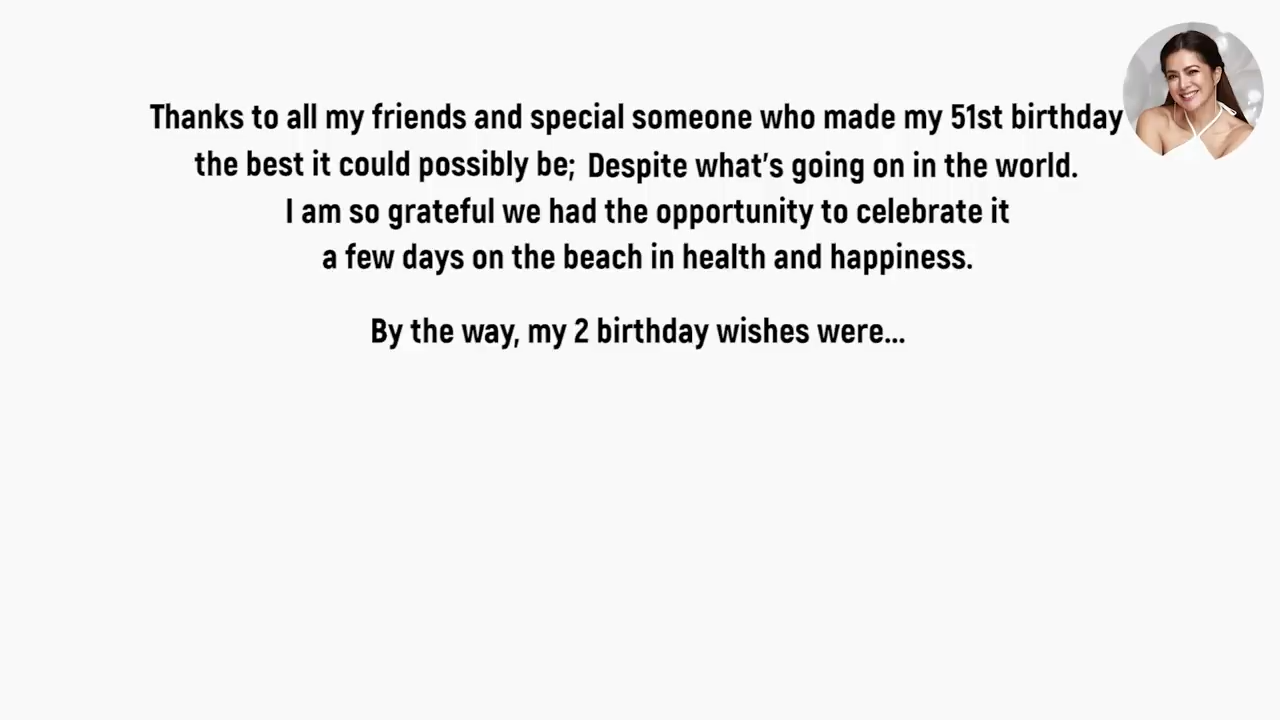 Thanks to all my friends and special someone who made my 51st birthday
the best it could possibly be; Despite what's going on in the world.
I am so grateful we had the opportunity to celebrate it
a few days on the beach in health and happiness.
By the way, my 2 birthday wishes were...